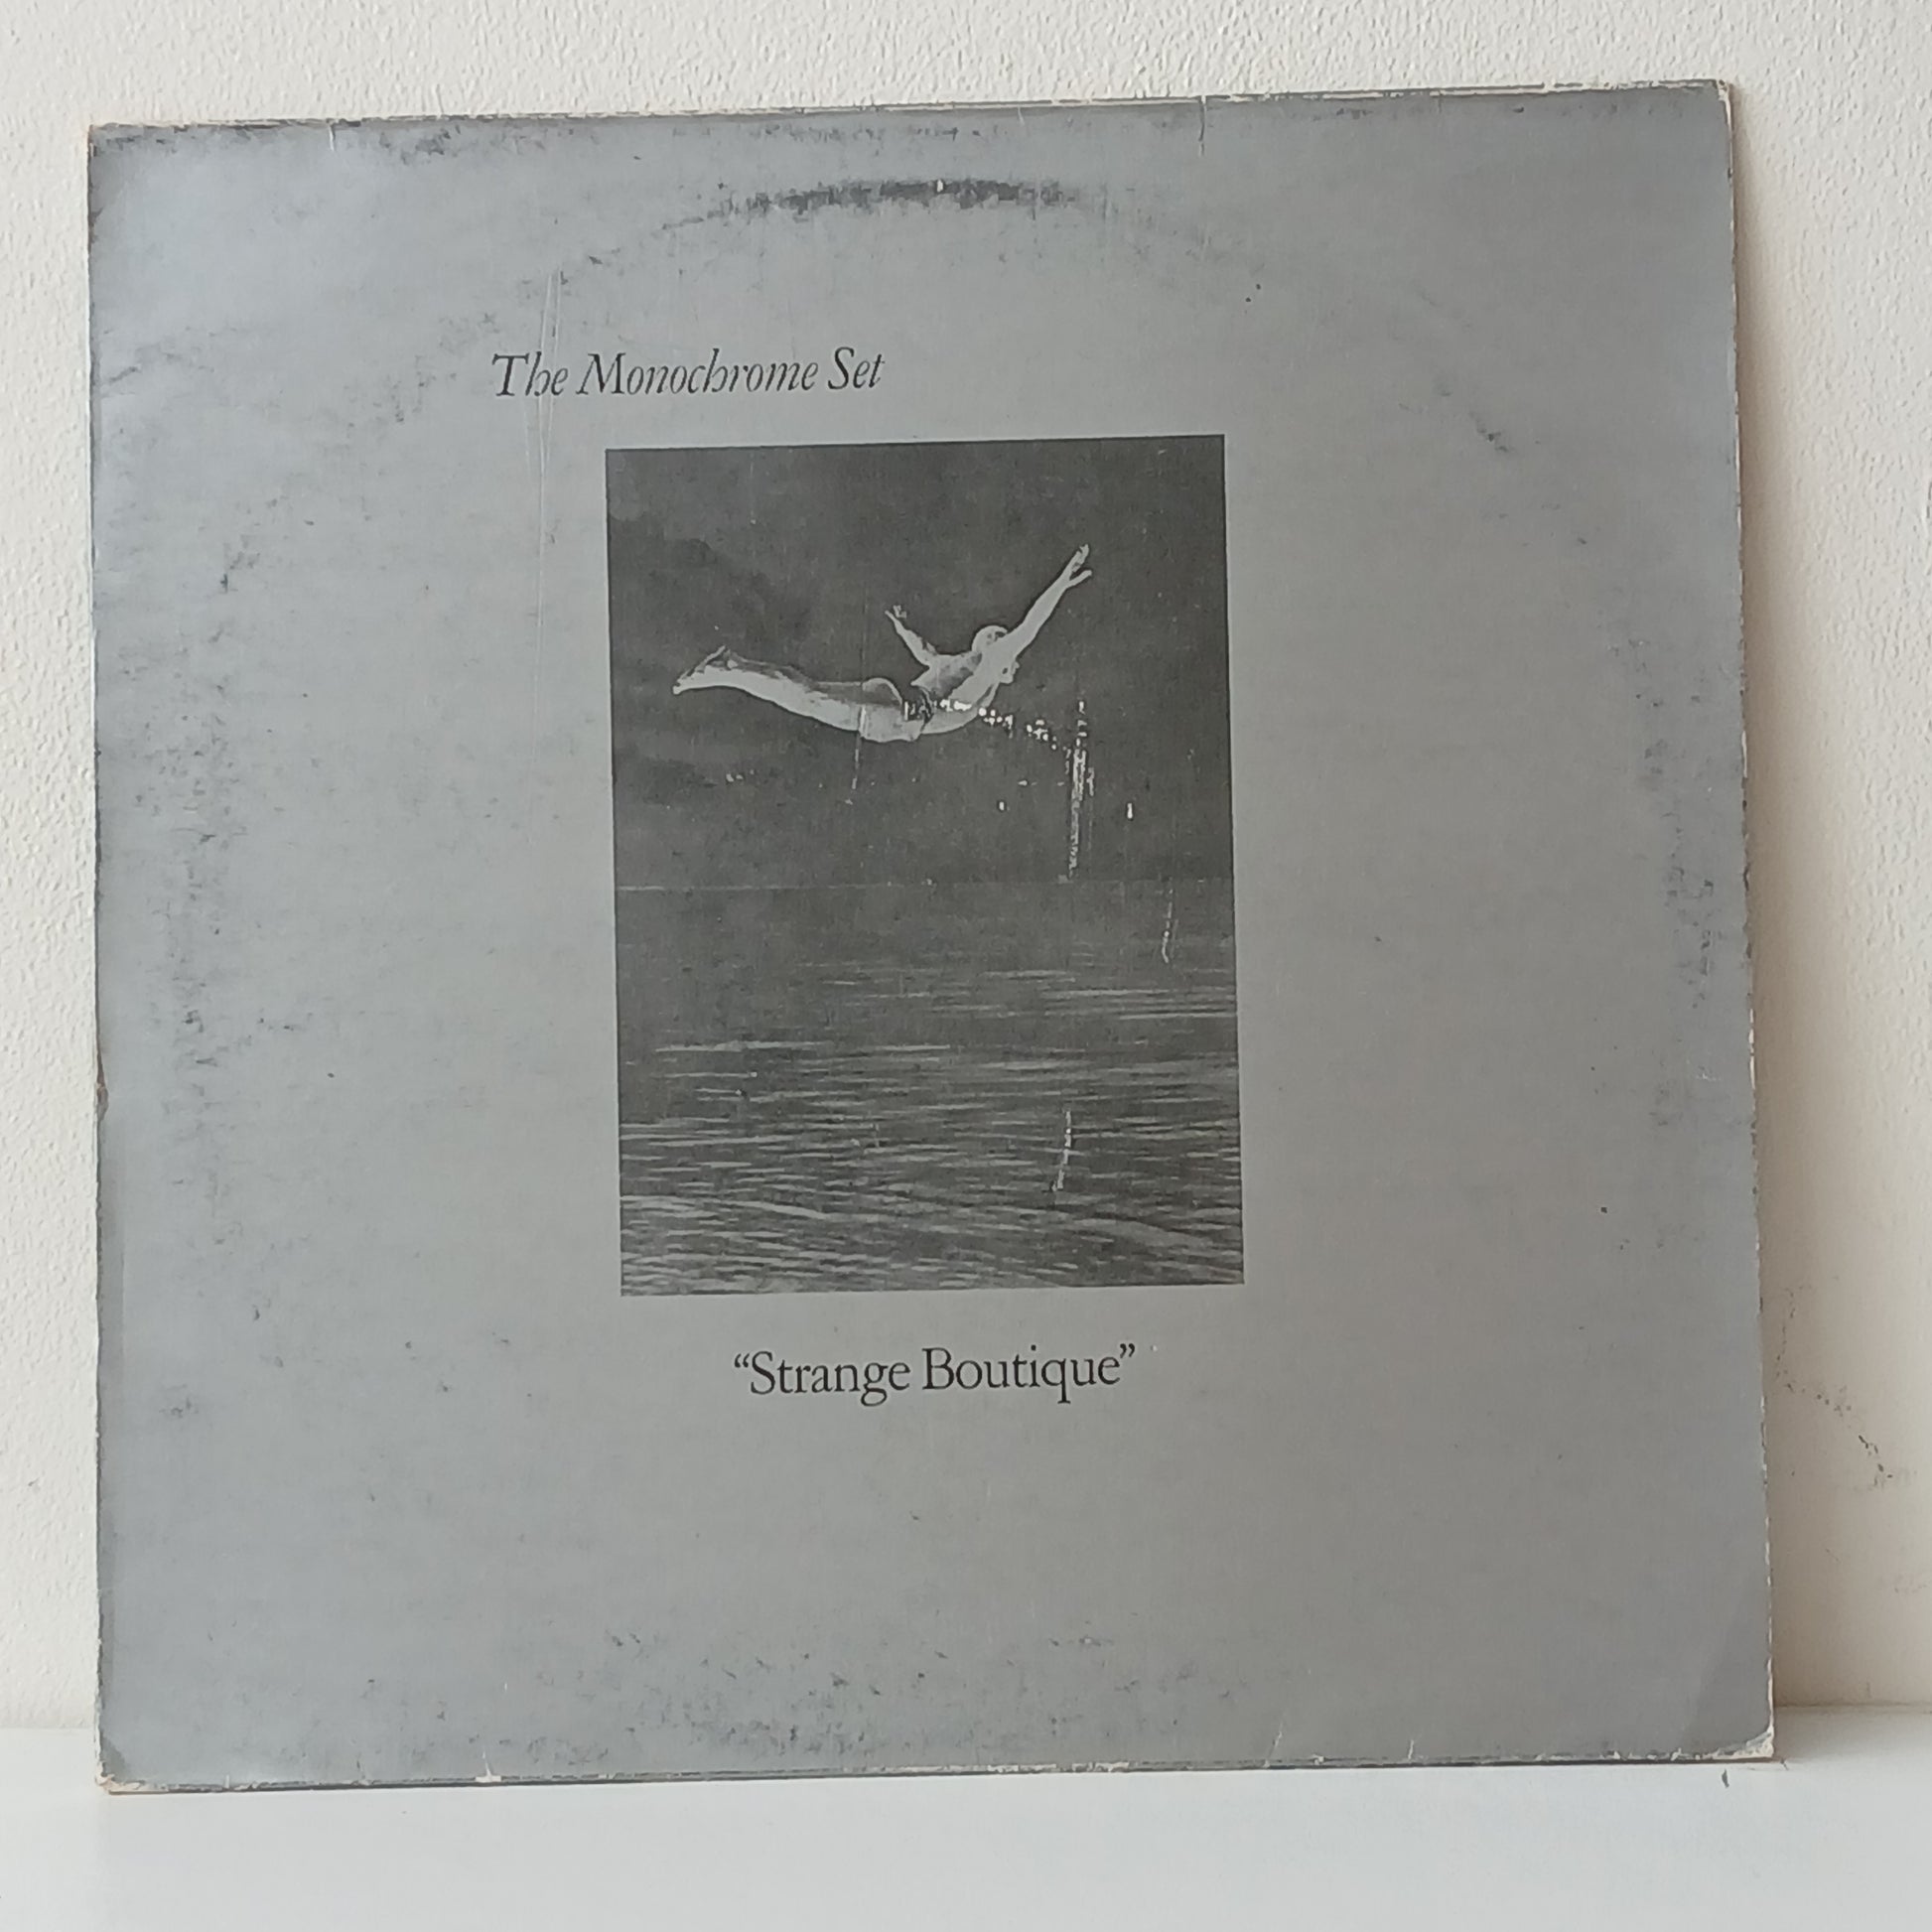 The Monochrome Set
“Strange Boutique”